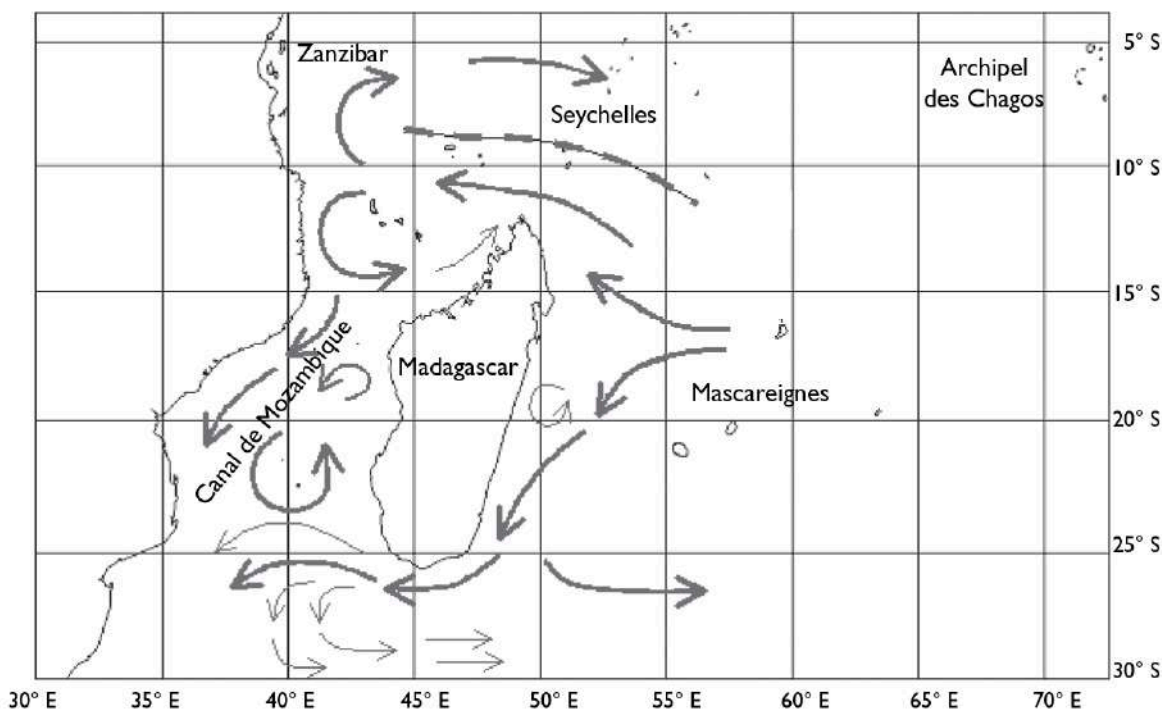 Zanzibar
5° S
Archipel
des Chagos
Seychelles
10° S
15° S
Canal de Mozambique
Madagascar
Mascareignes
20° S
25° S
30° S
30° E
35° E
40° E
45° E
50° E
55° E
60° E
65° E
70° E